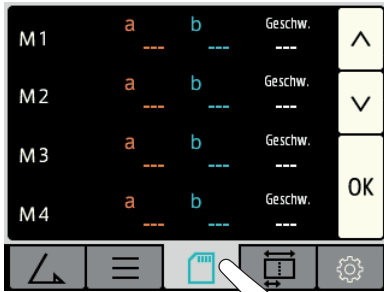 M1 a --- b --- Geschw. ---
M2 a --- b --- Geschw. ---
M3 a --- b --- Geschw. ---
M4 a --- b --- Geschw. ---
OK